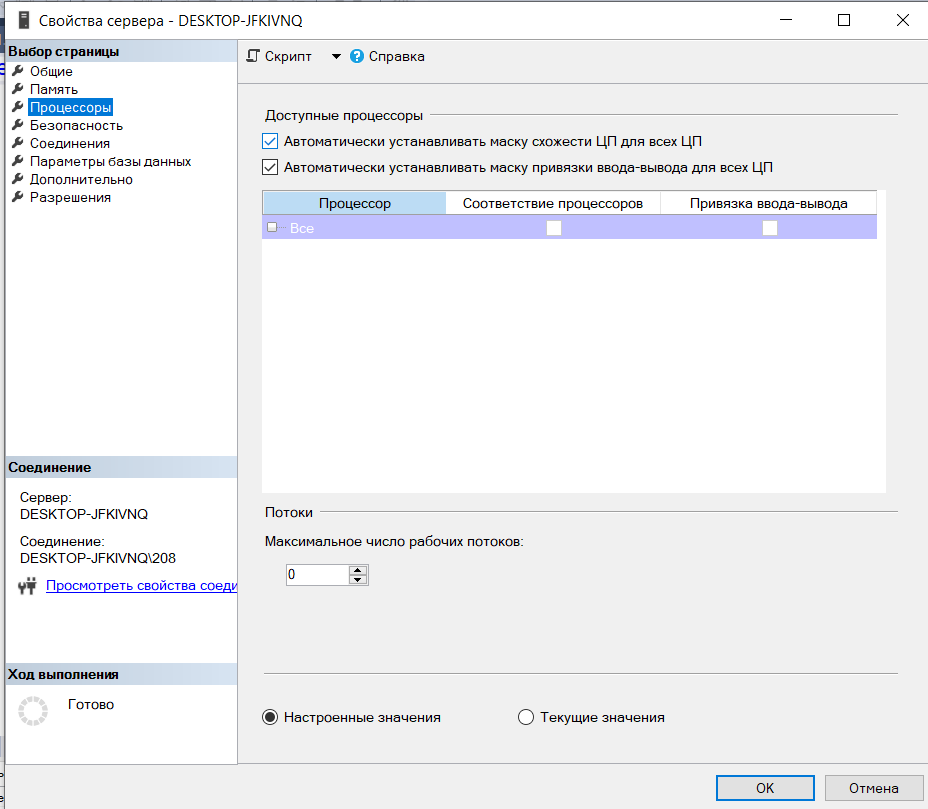 Свойства сервера - DESKTOP-JFKIVNQ
Выбор страницы
Общие
Память
Процессоры
Безопасность
Соединения
Параметры базы данных
Дополнительно
Разрешения
Скрипт
Справка
Доступные процессоры
Автоматически устанавливать маску схожести ЦП для всех ЦП
Автоматически устанавливать маску привязки ввода-вывода для всех ЦП
Процессор Соответствие процессоров Привязка ввода-вывода
Все
Потоки
Максимальное число рабочих потоков:
0
Настроенные значения Текущие значения
Соединение
Сервер:
DESKTOP-JFKIVNQ
Соединение:
DESKTOP-JFKIVNQ\208
Просмотреть свойства соеди
Ход выполнения
Готово
OK Отмена